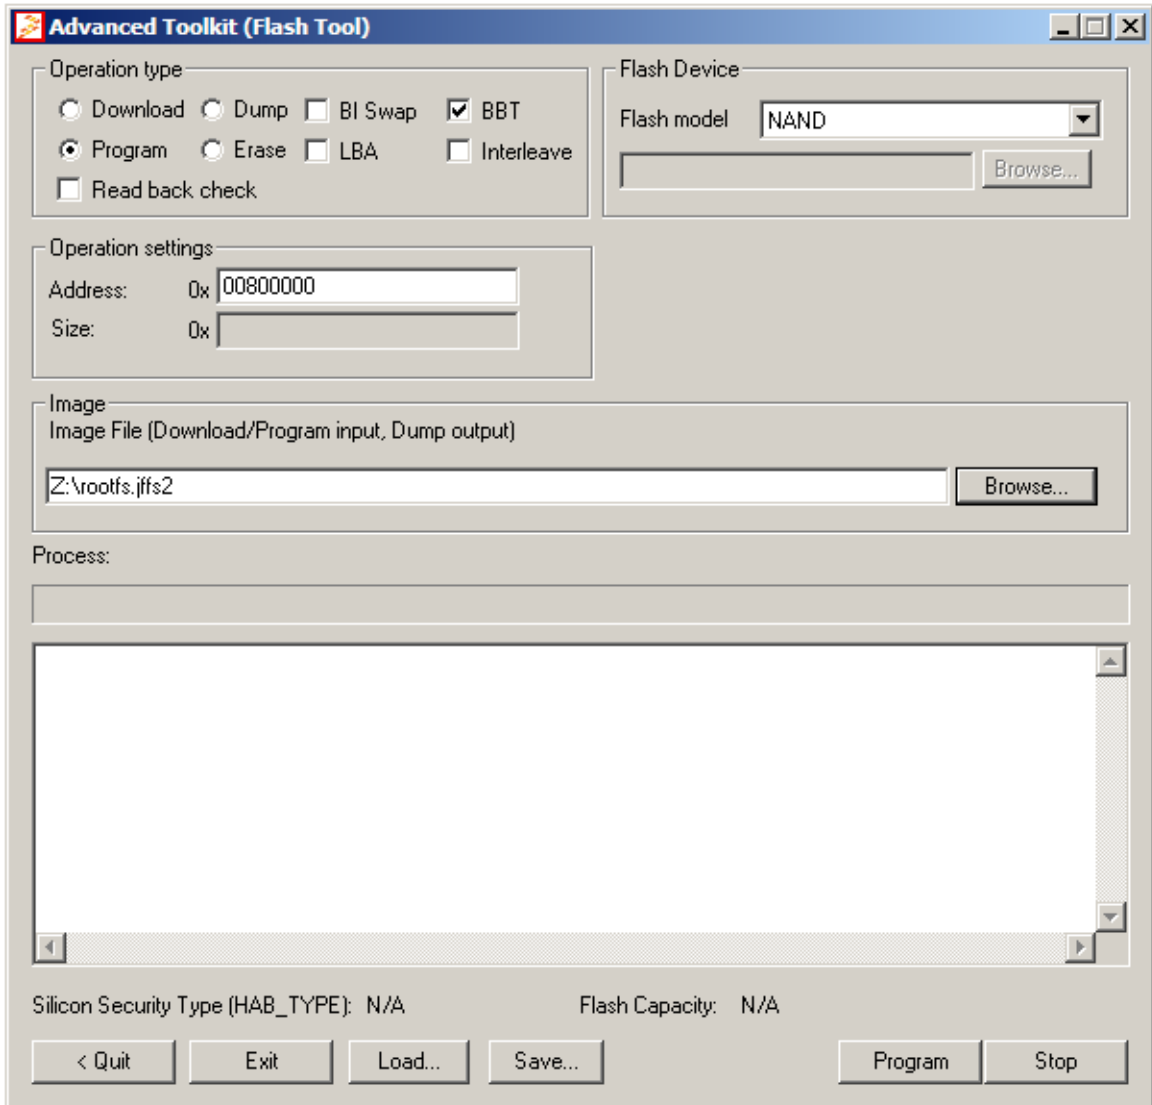 Advanced Toolkit (Flash Tool)
Operation type
Download Dump BI Swap BBT
Program Erase LBA Interleave
Read back check
Flash Device
Flash model NAND
Browse...
Operation settings
Address: 0x 00800000
Size: 0x
Image
Image File (Download/Program input, Dump output)
Z:\rootfs.jffs2 Browse...
Process:
Silicon Security Type (HAB_TYPE): N/A Flash Capacity: N/A
< Quit Exit Load... Save... Program Stop